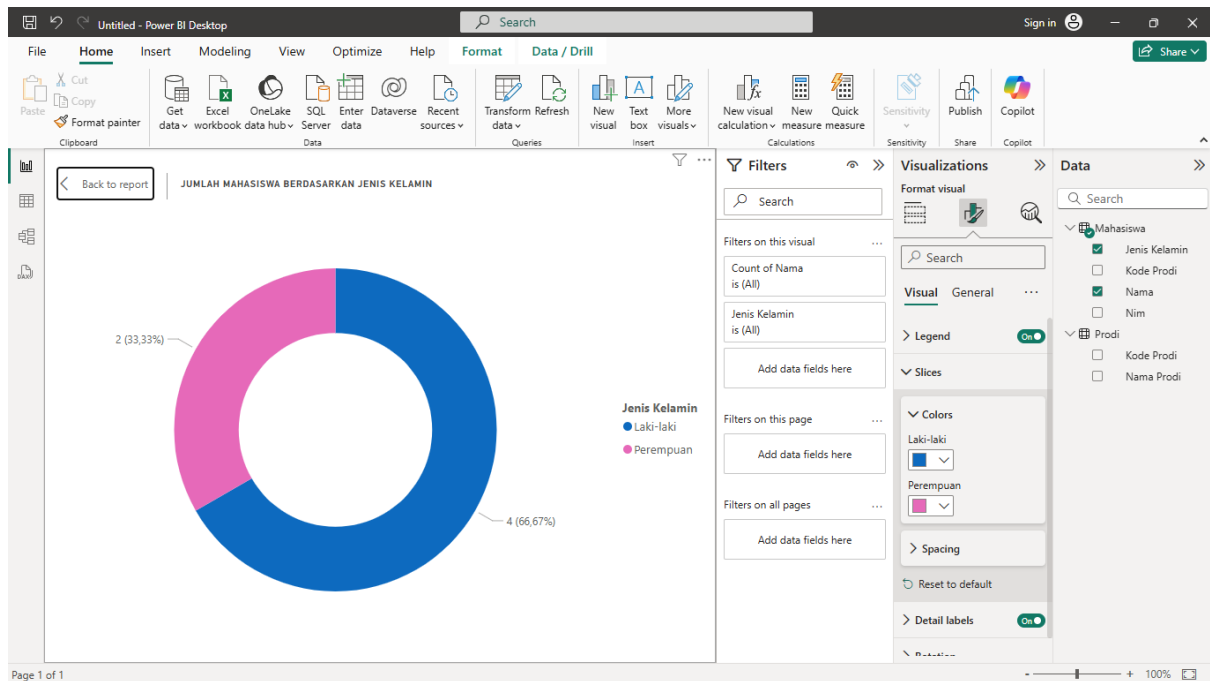 Untitled - Power BI Desktop
Search
Sign in
File Home Insert Modeling View Optimize Help Format Data / Drill
Share
Paste
Cut
Copy
Format painter
Clipboard
Get data
Excel workbook
OneLake data hub
SQL Server
Enter data
Dataverse
Recent sources
Data
Transform data
Refresh
Queries
New visual
Text box
More visuals
Insert
New visual calculation
New measure
Quick measure
Calculations
Sensitivity
Sensitivity
Publish
Share
Copilot
Copilot
Back to report
JUMLAH MAHASISWA BERDASARKAN JENIS KELAMIN
2 (33,33%)
4 (66,67%)
Jenis Kelamin
Laki-laki
Perempuan
Filters
Search
Filters on this visual
Count of Nama
is (All)
Jenis Kelamin
is (All)
Add data fields here
Filters on this page
Add data fields here
Filters on all pages
Add data fields here
Visualizations
Format visual
Search
Visual General
Legend
On
Slices
Colors
Laki-laki
Perempuan
Spacing
Reset to default
Detail labels
On
Data
Search
Mahasiswa
Jenis Kelamin
Kode Prodi
Nama
Nim
Prodi
Kode Prodi
Nama Prodi
Page 1 of 1
100%